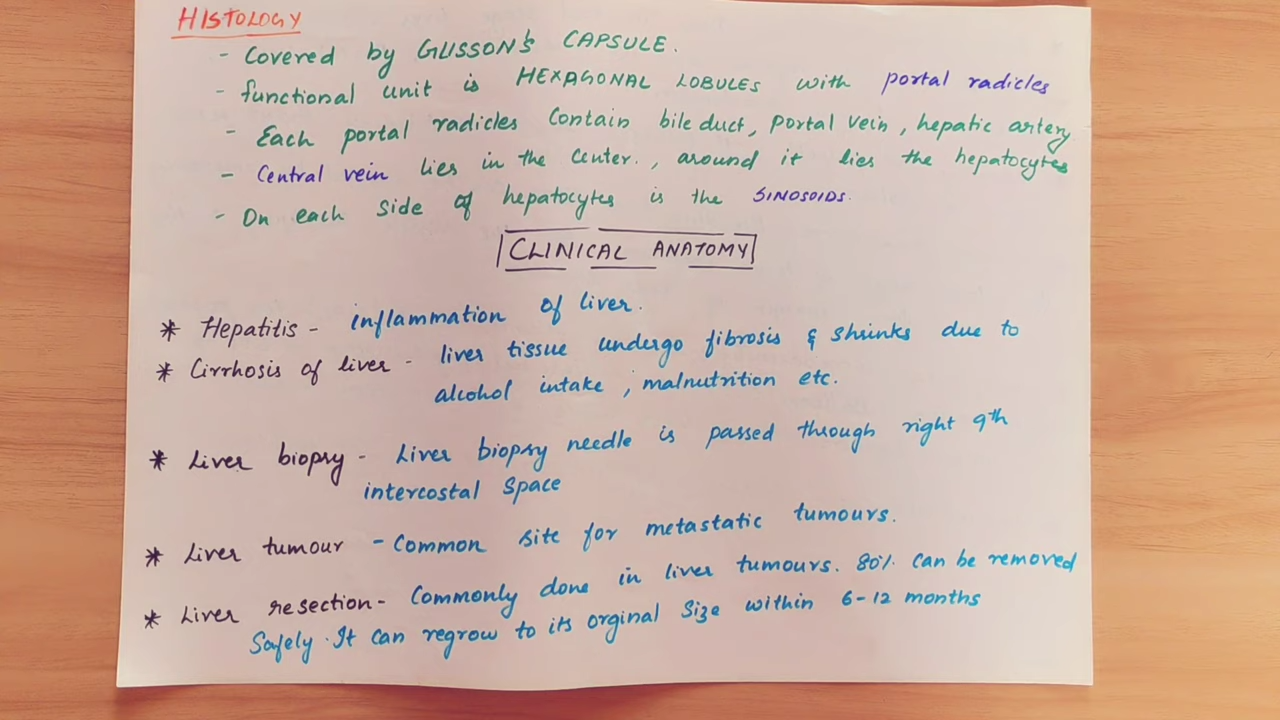 HISTOLOGY
- Covered by GLISSON'S CAPSULE.
- functional unit is HEXAGONAL LOBULES with portal radicles
- Each portal radicles contain bile duct, portal vein, hepatic artery
- Central vein lies in the center., around it lies the hepatocytes
- On each side of hepatocytes is the SINOSOIDS.
CLINICAL ANATOMY
* Hepatitis - inflammation of liver.
* Cirrhosis of liver - liver tissue undergo fibrosis & shrinks due to
alcohol intake, malnutrition etc.
* Liver biopsy - Liver biopsy needle is passed through right 9th
intercostal space
* Liver tumour - Common site for metastatic tumours.
* Liver resection - Commonly done in liver tumours. 80% can be removed
Safely. It can regrow to its orginal size within 6-12 months